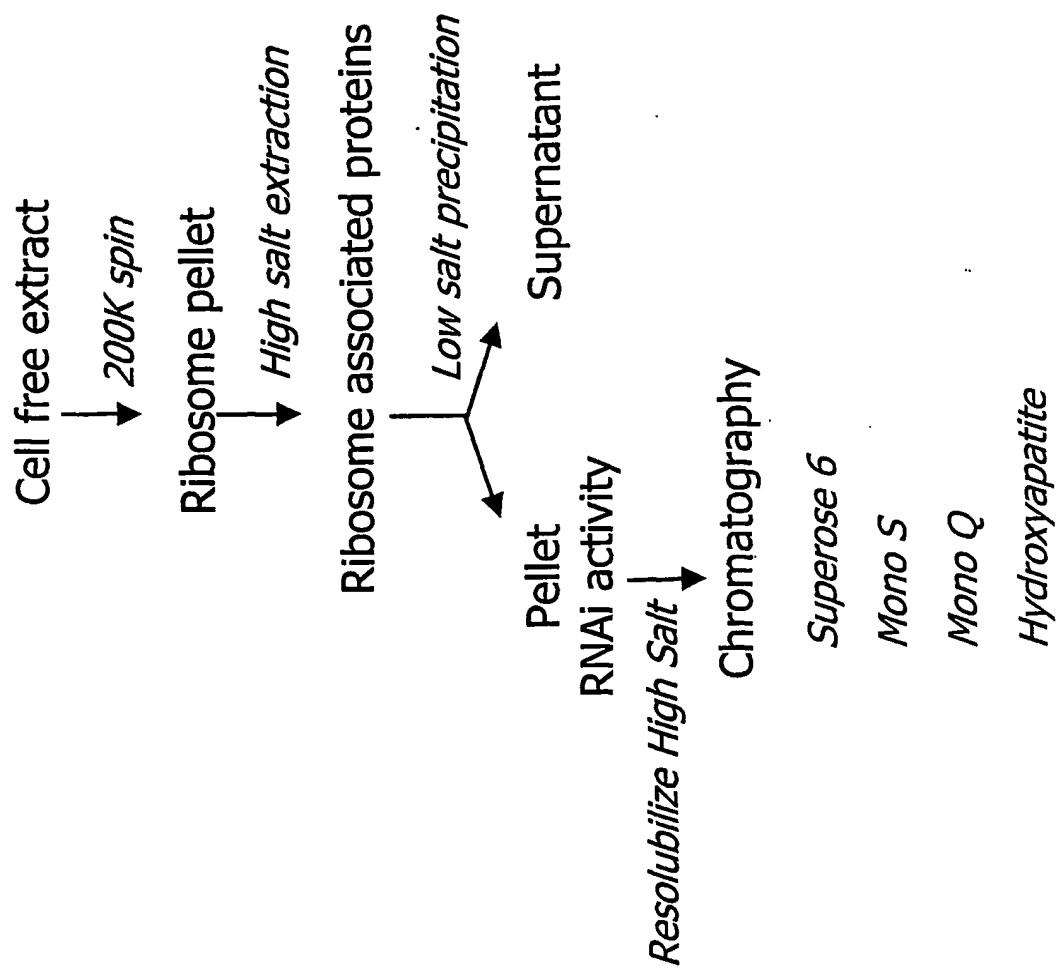 Cell free extract
200K spin
Ribosome pellet
High salt extraction
Ribosome associated proteins
Low salt precipitation
Pellet
RNAi activity
Supernatant
Resolubilize High Salt
Chromatography
Superose 6
Mono S
Mono Q
Hydroxyapatite